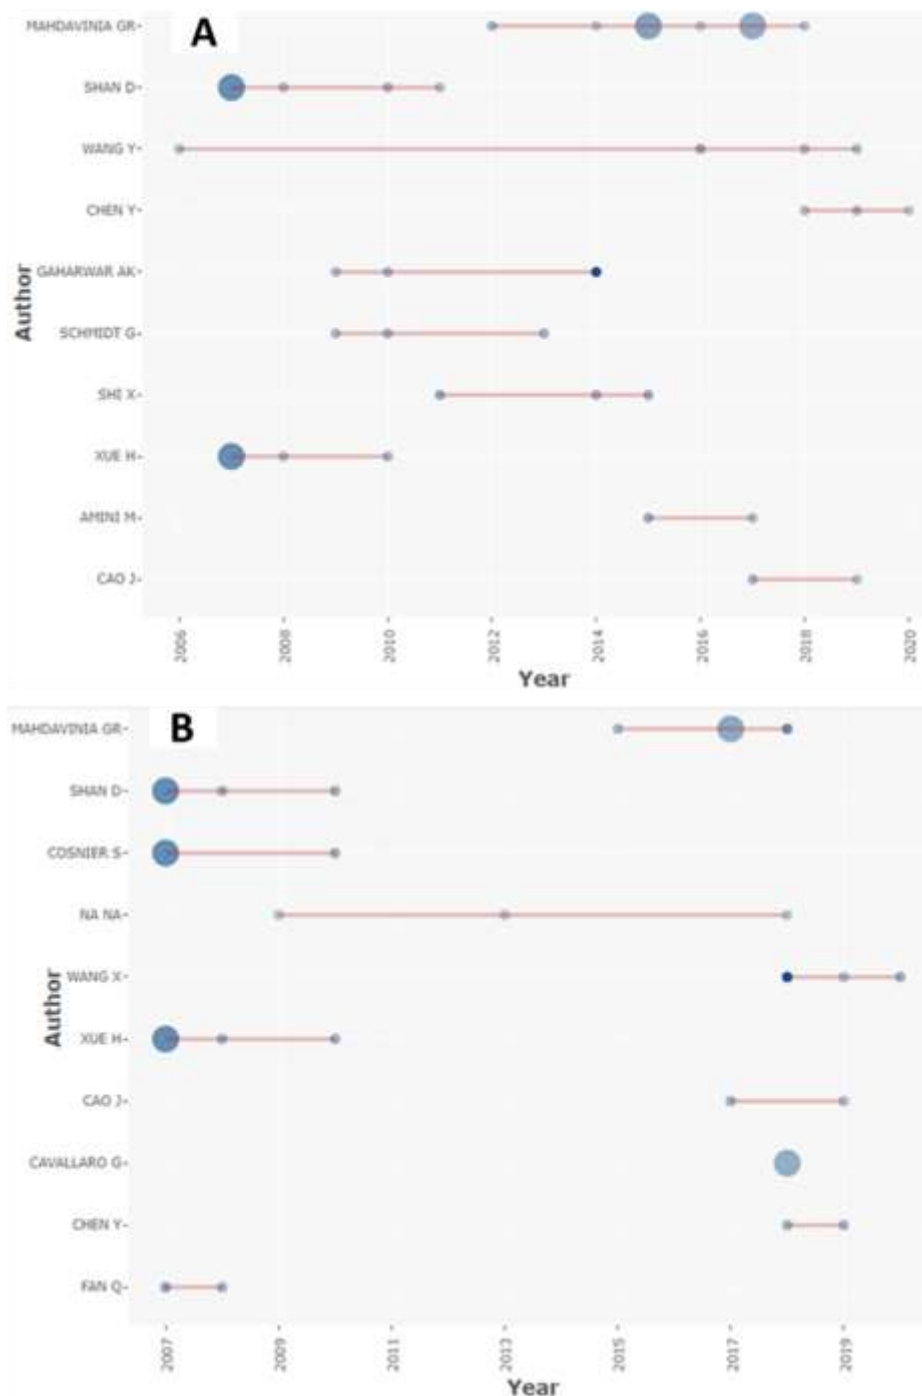 A
MAHDAVINIA GR
SHAN D
WANG Y
CHEN Y
GAHARWAR AK
SCHMIDT G
SHI X
XUE H
AMINI M
CAO J
Author
2006 2008 2010 2012 2014 2016 2018 2020
Year
B
MAHDAVINIA GR
SHAN D
COSNIER S
NA NA
WANG X
XUE H
CAO J
CAVALLARO G
CHEN Y
FAN Q
Author
2007 2009 2011 2013 2015 2017 2019
Year